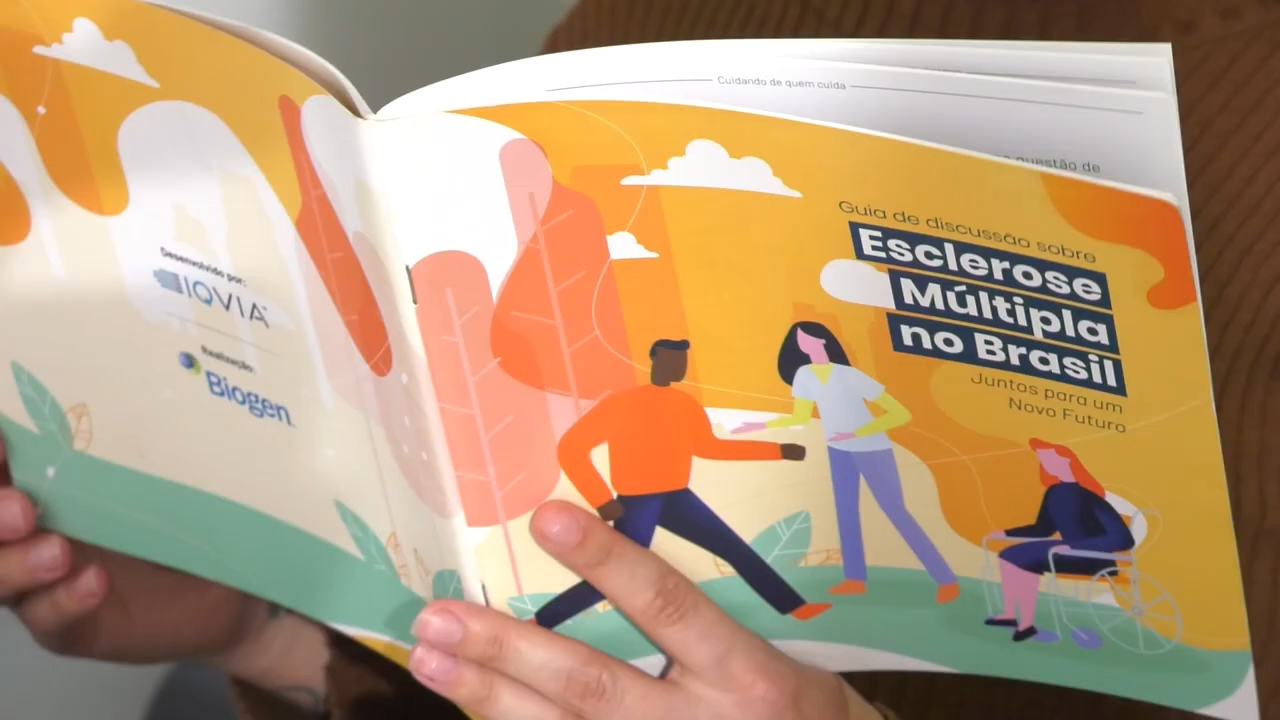 Cuidando de quem cuida
questão de
Desenvolvido por:
IQVIA
Realização:
Biogen
Guia de discussão sobre
Esclerose
Múltipla
no Brasil
Juntos para um
Novo Futuro